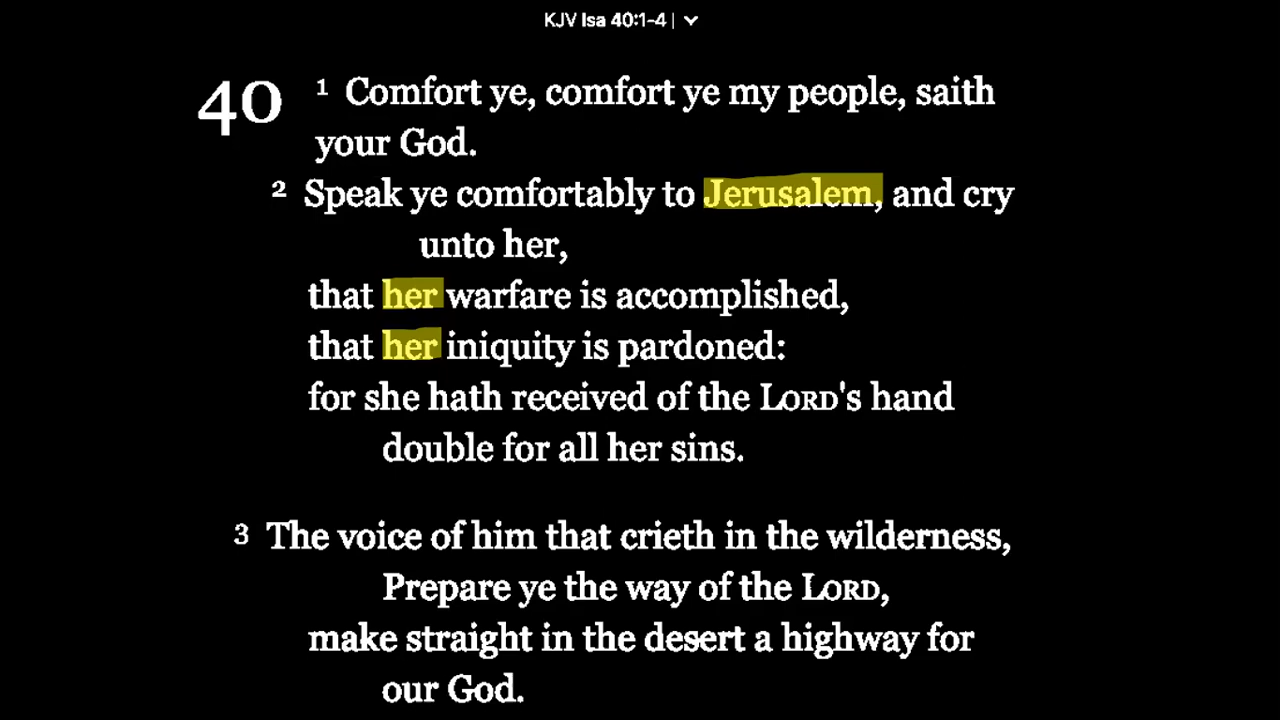 KJV Isa 40:1-4 |
40 1 Comfort ye, comfort ye my people, saith
your God.
2 Speak ye comfortably to Jerusalem, and cry
unto her,
that her warfare is accomplished,
that her iniquity is pardoned:
for she hath received of the LORD's hand
double for all her sins.
3 The voice of him that crieth in the wilderness,
Prepare ye the way of the LORD,
make straight in the desert a highway for
our God.